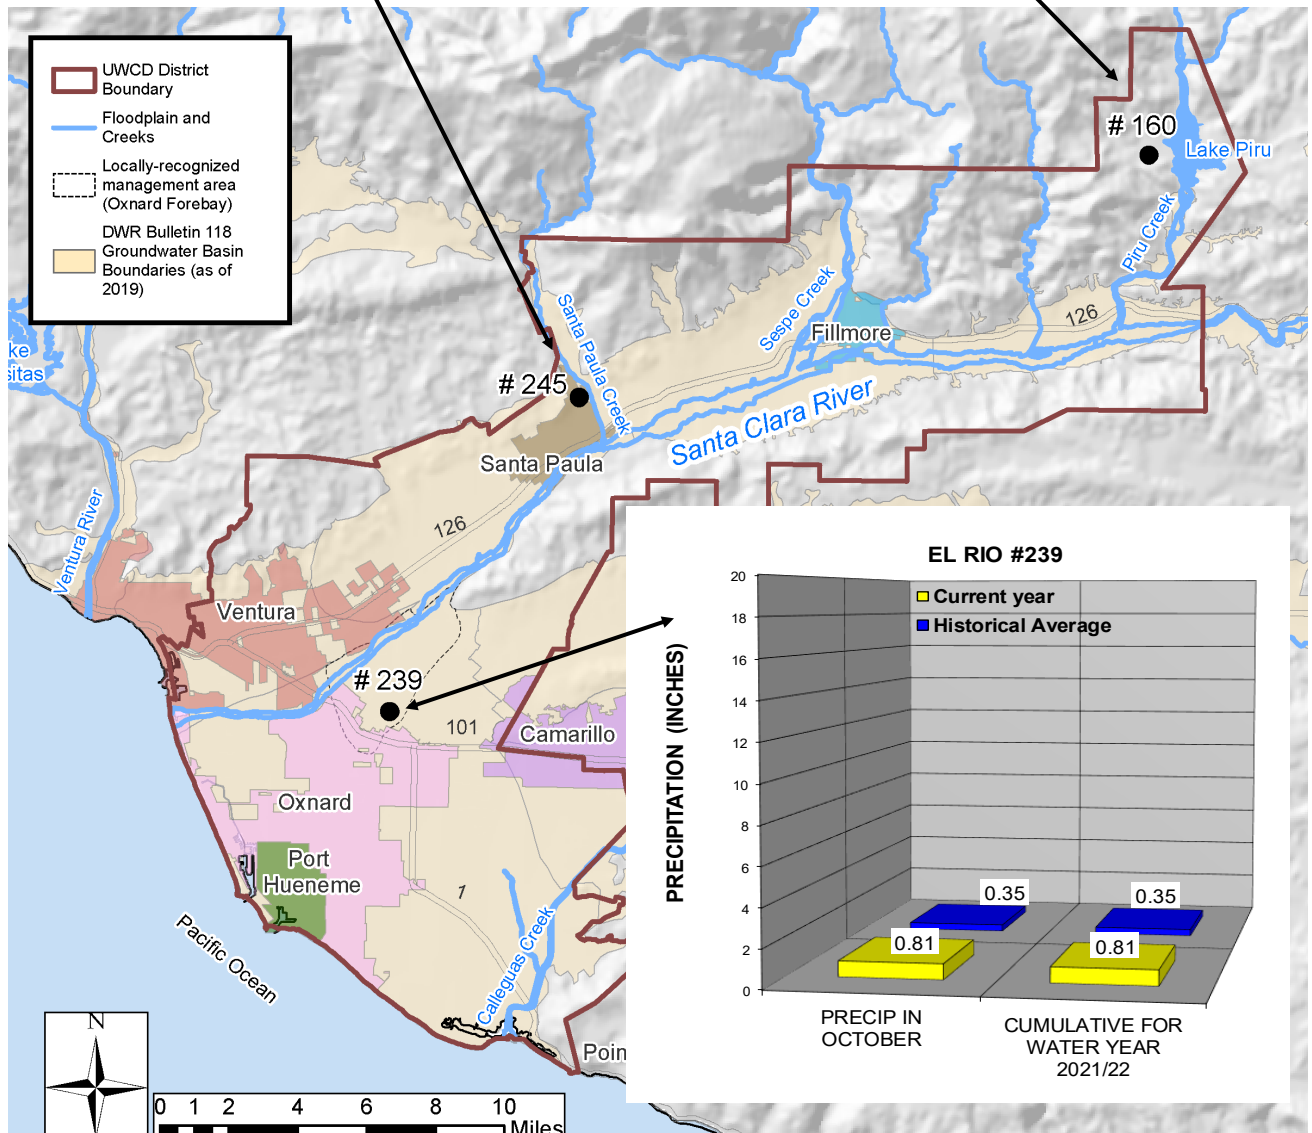 UWCD District
Boundary
Floodplain and
Creeks
Locally-recognized
management area
(Oxnard Forebay)
DWR Bulletin 118
Groundwater Basin
Boundaries (as of
2019)
# 160
Lake Piru
Piru Creek
126
Sespe Creek
Fillmore
Santa Paula Creek
# 245
Santa Clara River
Santa Paula
ke
sitas
Ventura River
126
Ventura
# 239
101
Camarillo
Oxnard
Port
Hueneme
1
Pacific Ocean
Calleguas Creek
Poin
N
0 1 2 4 6 8 10
Miles
EL RIO #239
Current year
Historical Average
PRECIPITATION (INCHES)
20
18
16
14
12
10
8
6
4
2
0
0.35
0.35
0.81
0.81
PRECIP IN
OCTOBER
CUMULATIVE FOR
WATER YEAR
2021/22